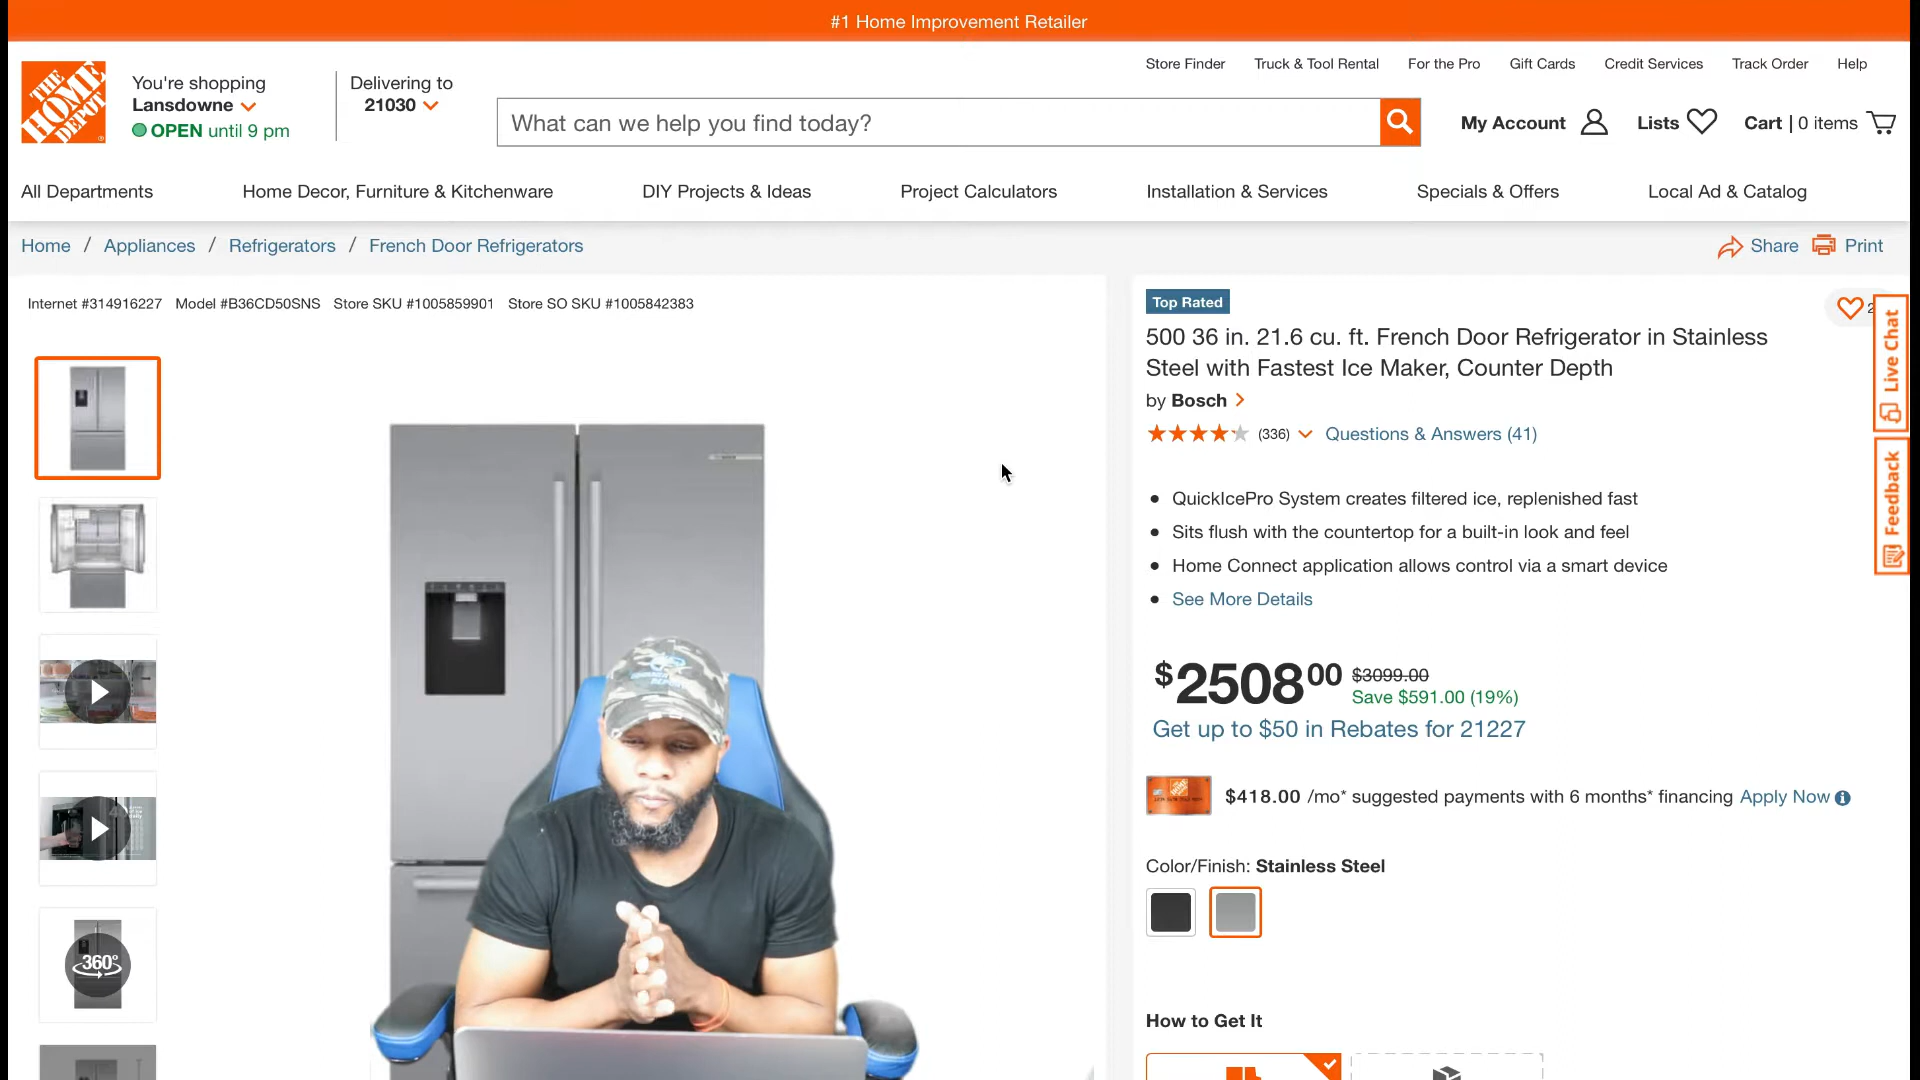 #1 Home Improvement Retailer
Store Finder
Truck & Tool Rental
For the Pro
Gift Cards
Credit Services
Track Order
Help
THE HOME DEPOT
You're shopping
Lansdowne
OPEN until 9 pm
Delivering to
21030
What can we help you find today?
My Account
Lists
Cart | 0 items
All Departments
Home Decor, Furniture & Kitchenware
DIY Projects & Ideas
Project Calculators
Installation & Services
Specials & Offers
Local Ad & Catalog
Home / Appliances / Refrigerators / French Door Refrigerators
Share
Print
Internet #314916227 Model #B36CD50SNS Store SKU #1005859901 Store SO SKU #1005842383
Top Rated
500 36 in. 21.6 cu. ft. French Door Refrigerator in Stainless
Steel with Fastest Ice Maker, Counter Depth
by Bosch
(336)
Questions & Answers (41)
Live Chat
Feedback
• QuickIcePro System creates filtered ice, replenished fast
• Sits flush with the countertop for a built-in look and feel
• Home Connect application allows control via a smart device
• See More Details
$2508 00 $3099.00
Save $591.00 (19%)
Get up to $50 in Rebates for 21227
$418.00 /mo* suggested payments with 6 months* financing Apply Now
Color/Finish: Stainless Steel
360°
How to Get It